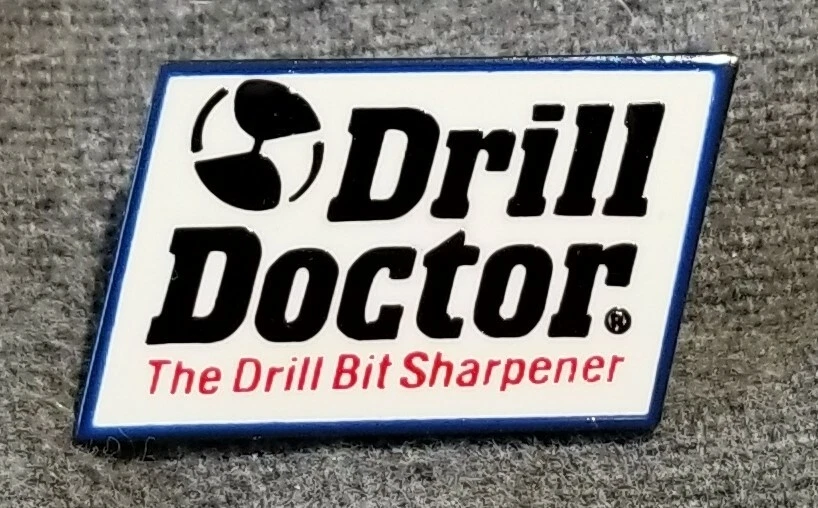 Drill
Doctor®
The Drill Bit Sharpener